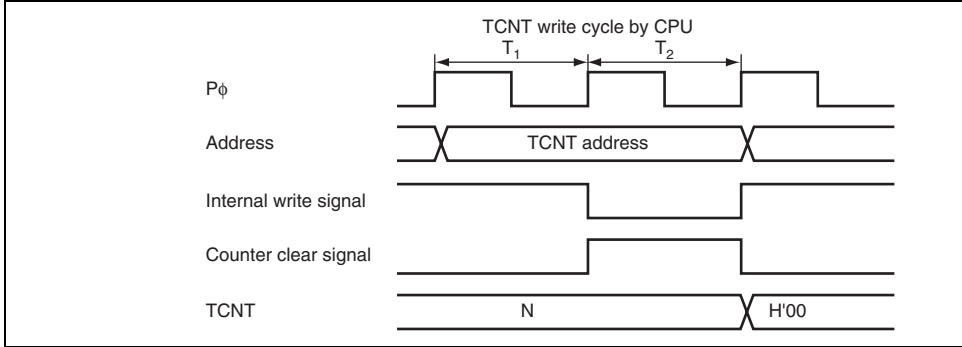 TCNT write cycle by CPU
T1 T2
Pϕ
Address TCNT address
Internal write signal
Counter clear signal
TCNT N H'00